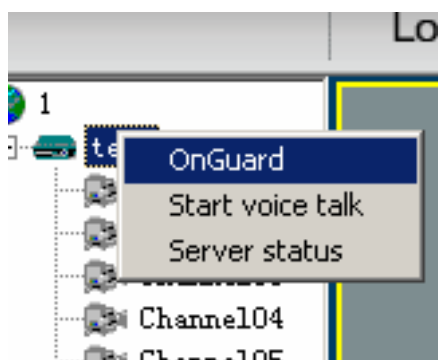 Lo
1
OnGuard
Start voice talk
Server status
Channel04